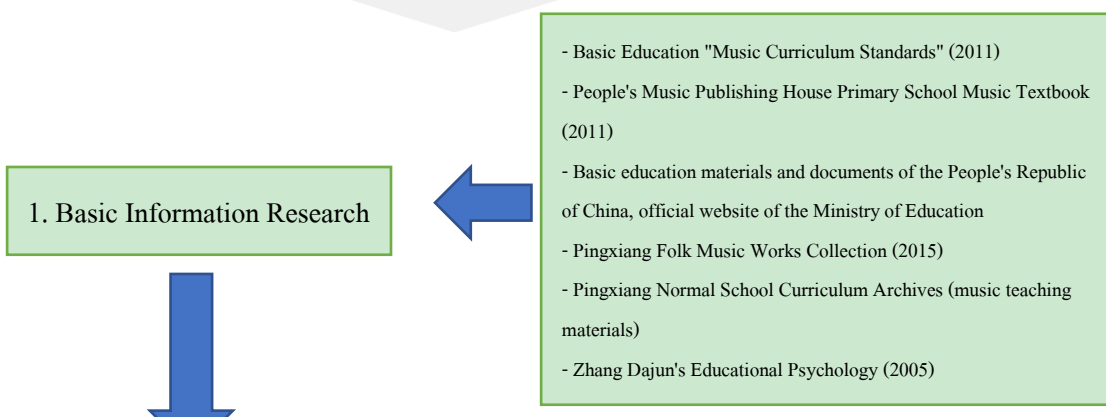 - Basic Education "Music Curriculum Standards" (2011)
- People's Music Publishing House Primary School Music Textbook
(2011)
- Basic education materials and documents of the People's Republic
of China, official website of the Ministry of Education
- Pingxiang Folk Music Works Collection (2015)
- Pingxiang Normal School Curriculum Archives (music teaching
materials)
- Zhang Dajun's Educational Psychology (2005)
1. Basic Information Research